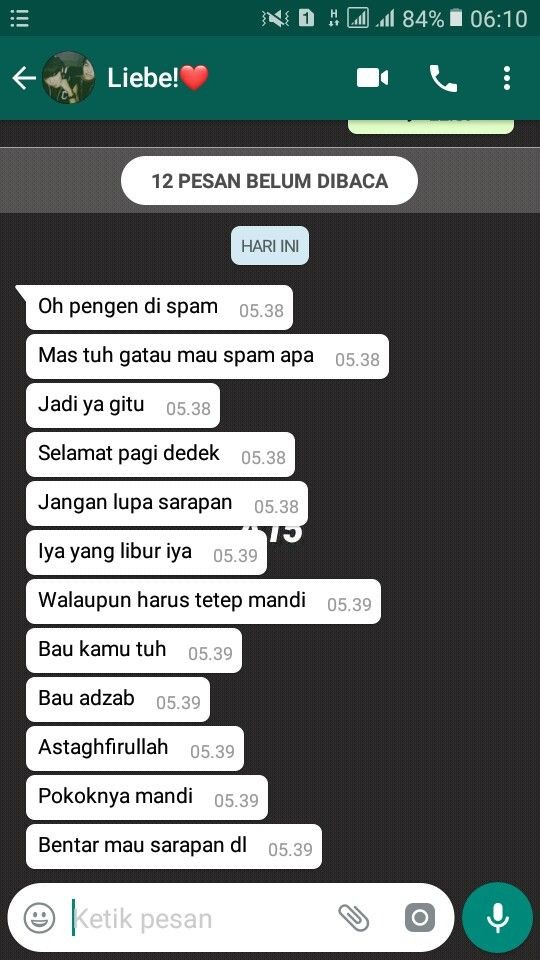 84% 06:10
Liebe!❤️
12 PESAN BELUM DIBACA
HARI INI
Oh pengen di spam 05.38
Mas tuh gatau mau spam apa 05.38
Jadi ya gitu 05.38
Selamat pagi dedek 05.38
Jangan lupa sarapan 05.38
Iya yang libur iya 05.39
Walaupun harus tetep mandi 05.39
Bau kamu tuh 05.39
Bau adzab 05.39
Astaghfirullah 05.39
Pokoknya mandi 05.39
Bentar mau sarapan dl 05.39
Ketik pesan